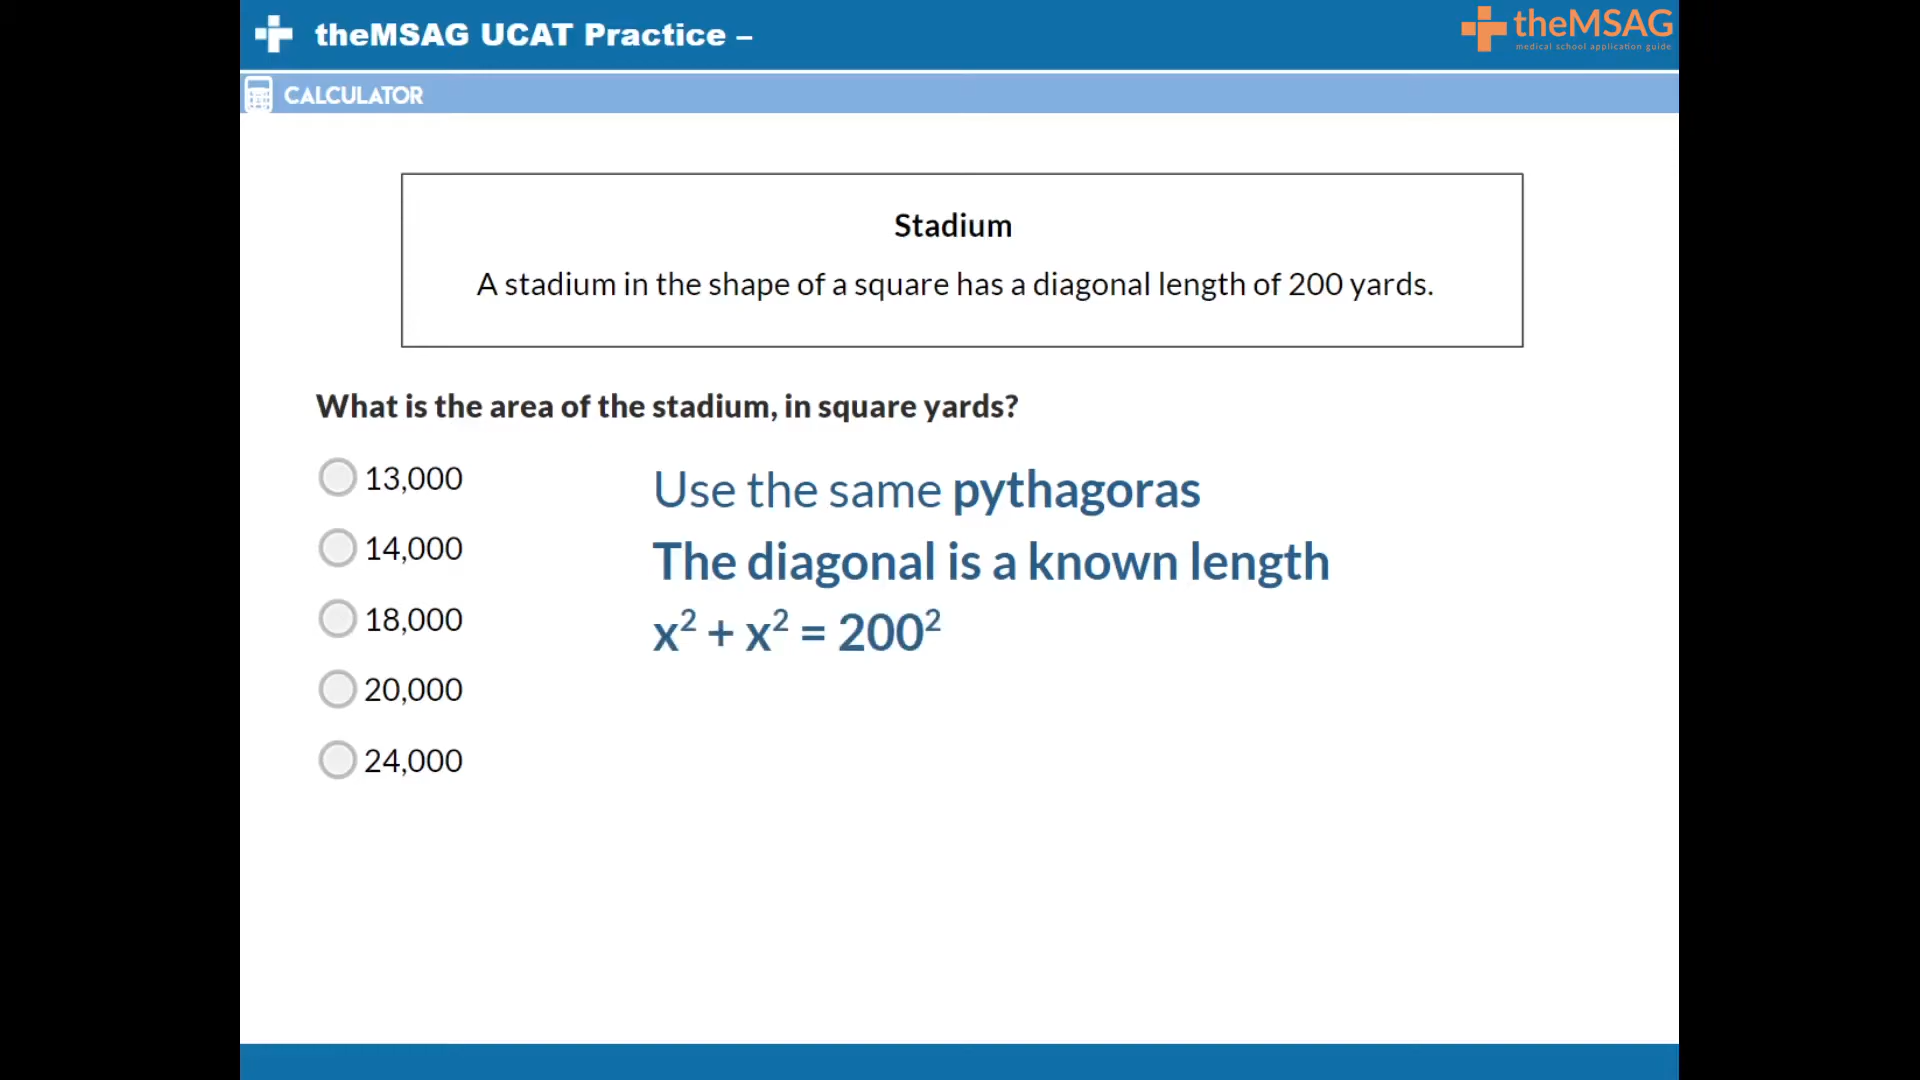 theMSAG UCAT Practice –
theMSAG
medical school application guide
CALCULATOR
Stadium
A stadium in the shape of a square has a diagonal length of 200 yards.
What is the area of the stadium, in square yards?
13,000
14,000
18,000
20,000
24,000
Use the same pythagoras
The diagonal is a known length
x² + x² = 200²